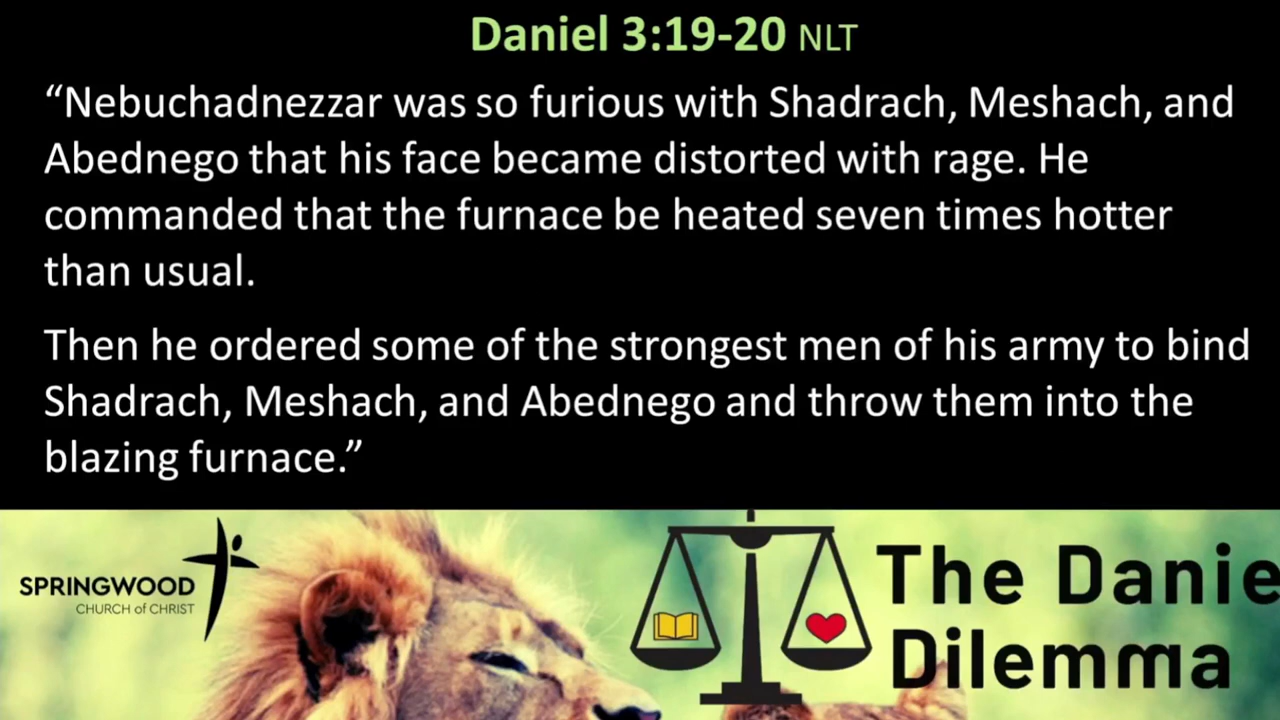 Daniel 3:19-20 NLT
“Nebuchadnezzar was so furious with Shadrach, Meshach, and
Abednego that his face became distorted with rage. He
commanded that the furnace be heated seven times hotter
than usual.
Then he ordered some of the strongest men of his army to bind
Shadrach, Meshach, and Abednego and throw them into the
blazing furnace.”
SPRINGWOOD
CHURCH of CHRIST
The Danie
Dilemma